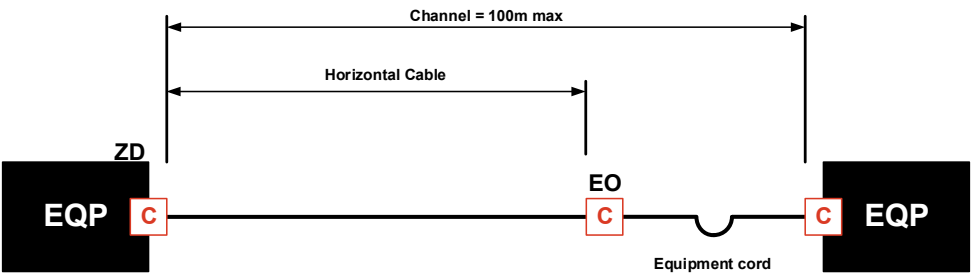 Channel = 100m max
Horizontal Cable
ZD
EO
EQP
C
C
C
EQP
Equipment cord